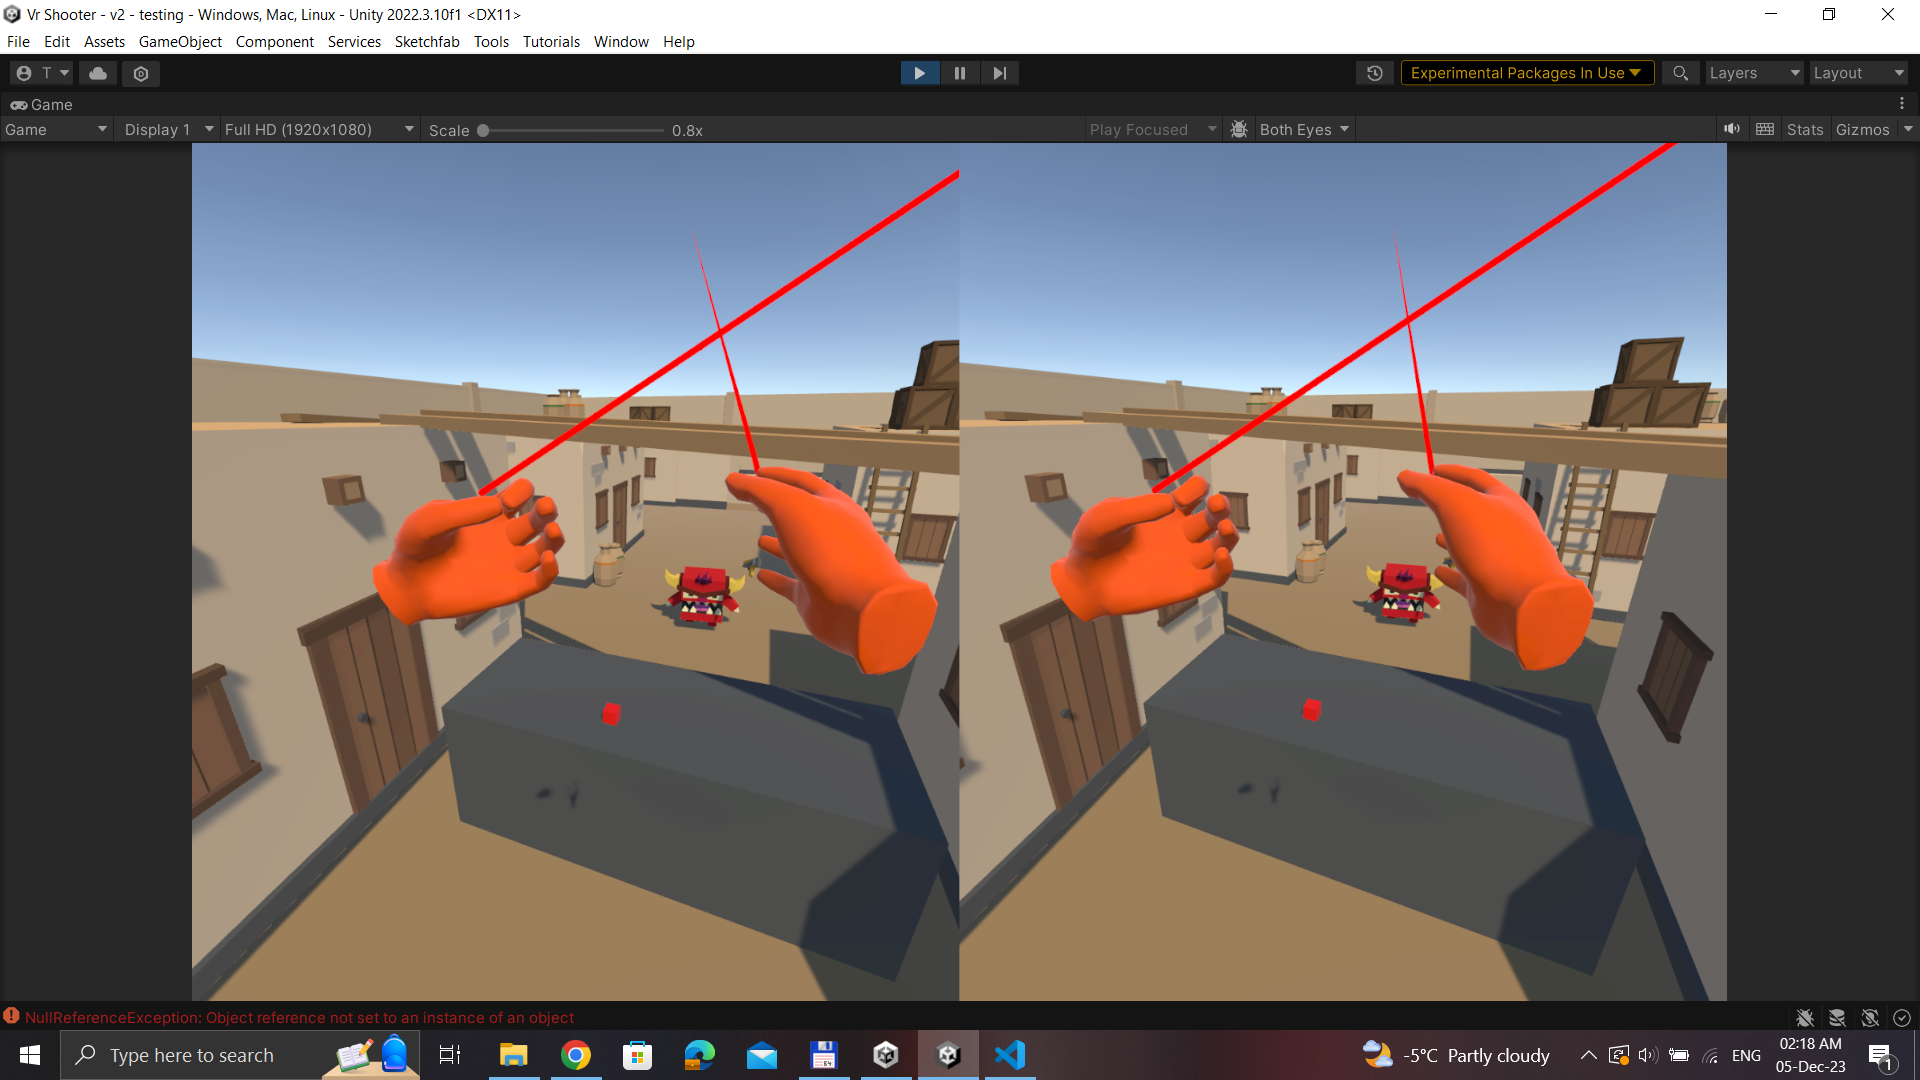 Vr Shooter - v2 - testing - Windows, Mac, Linux - Unity 2022.3.10f1 <DX11>
File Edit Assets GameObject Component Services Sketchfab Tools Tutorials Window Help
T Experimental Packages In Use Layers Layout
Game
Game Display 1 Full HD (1920x1080) Scale 0.8x Play Focused Both Eyes Stats Gizmos
NullReferenceException: Object reference not set to an instance of an object
Type here to search 64 -5°C Partly cloudy ENG 02:18 AM
05-Dec-23 1